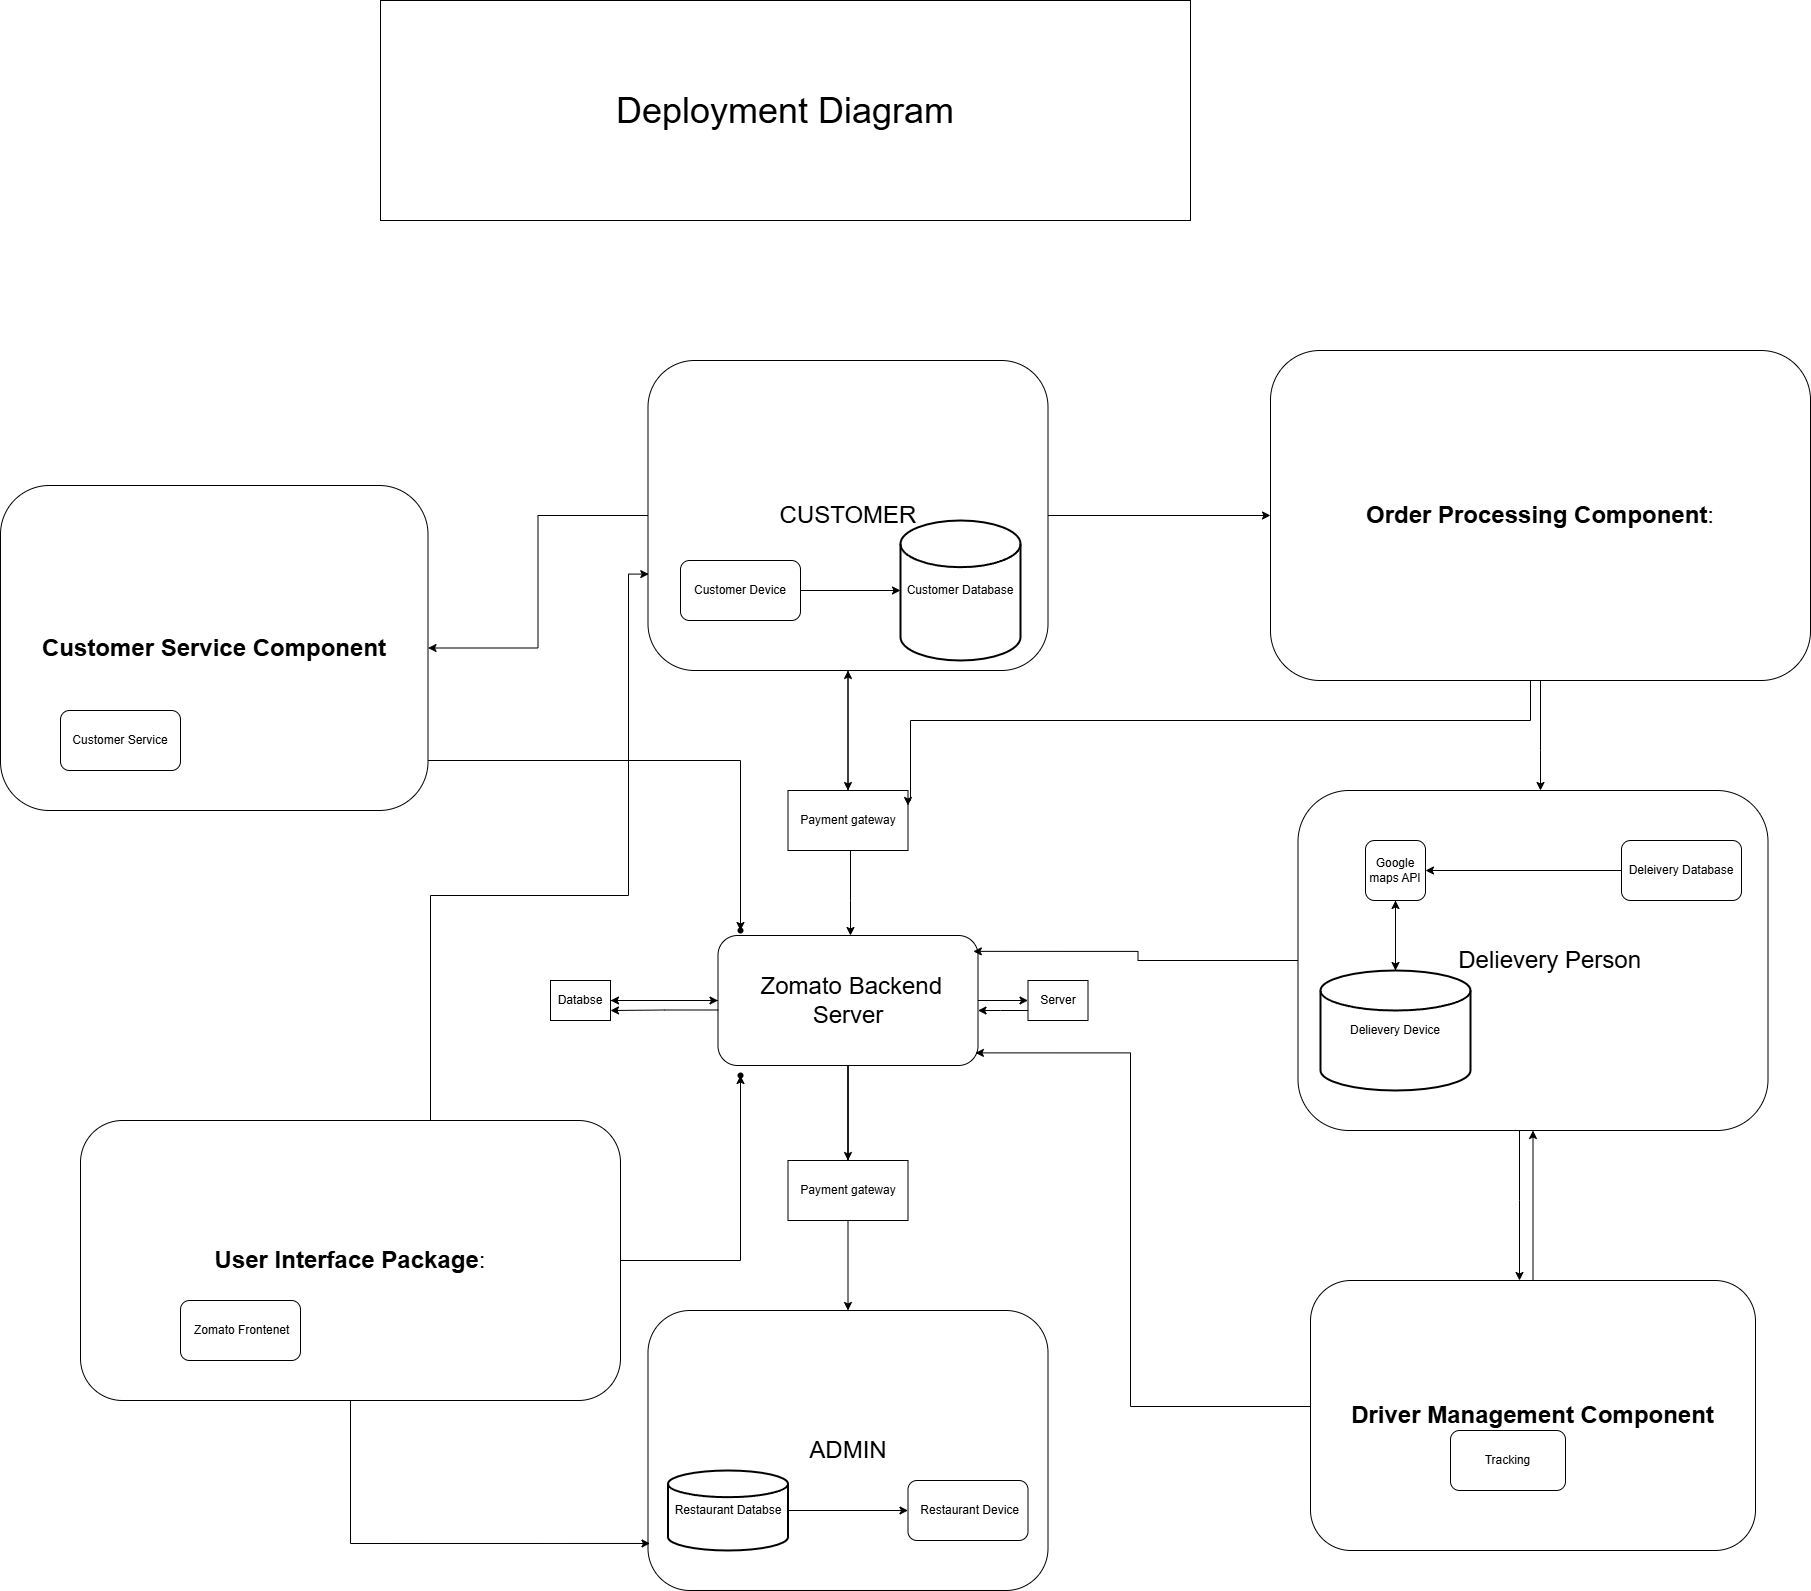 Deployment Diagram
CUSTOMER
Order Processing Component:
Customer Device
Customer Database
Customer Service Component
Customer Service
Payment gateway
Google
maps API
Deleivery Database
Delievery Person
Zomato Backend
Server
Databse
Server
Delievery Device
Payment gateway
User Interface Package:
Zomato Frontenet
Driver Management Component
Tracking
ADMIN
Restaurant Databse
Restaurant Device